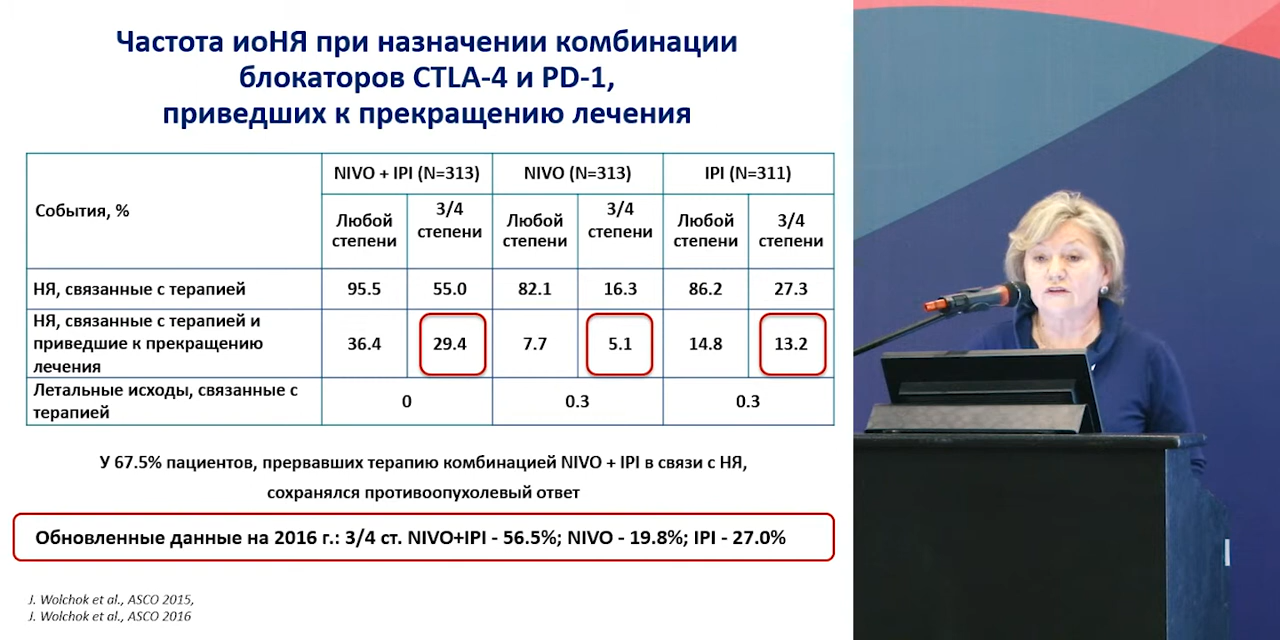 Частота иоНЯ при назначении комбинации
блокаторов CTLA-4 и PD-1,
приведших к прекращению лечения
События, %
NIVO + IPI (N=313)
NIVO (N=313)
IPI (N=311)
Любой
степени
3/4
степени
Любой
степени
3/4
степени
Любой
степени
3/4
степени
НЯ, связанные с терапией
95.5
55.0
82.1
16.3
86.2
27.3
НЯ, связанные с терапией и
приведшие к прекращению
лечения
36.4
29.4
7.7
5.1
14.8
13.2
Летальные исходы, связанные с
терапией
0
0.3
0.3
У 67.5% пациентов, прервавших терапию комбинацией NIVO + IPI в связи с НЯ,
сохранялся противоопухолевый ответ
Обновленные данные на 2016 г.: 3/4 ст. NIVO+IPI - 56.5%; NIVO - 19.8%; IPI - 27.0%
J. Wolchok et al., ASCO 2015,
J. Wolchok et al., ASCO 2016